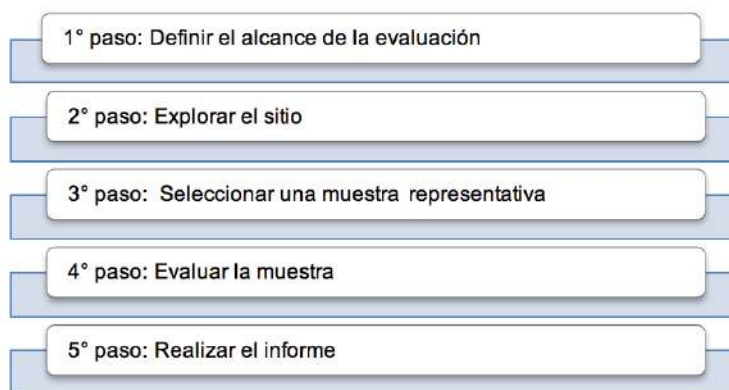 1° paso: Definir el alcance de la evaluación
2° paso: Explorar el sitio
3° paso: Seleccionar una muestra representativa
4° paso: Evaluar la muestra
5° paso: Realizar el informe